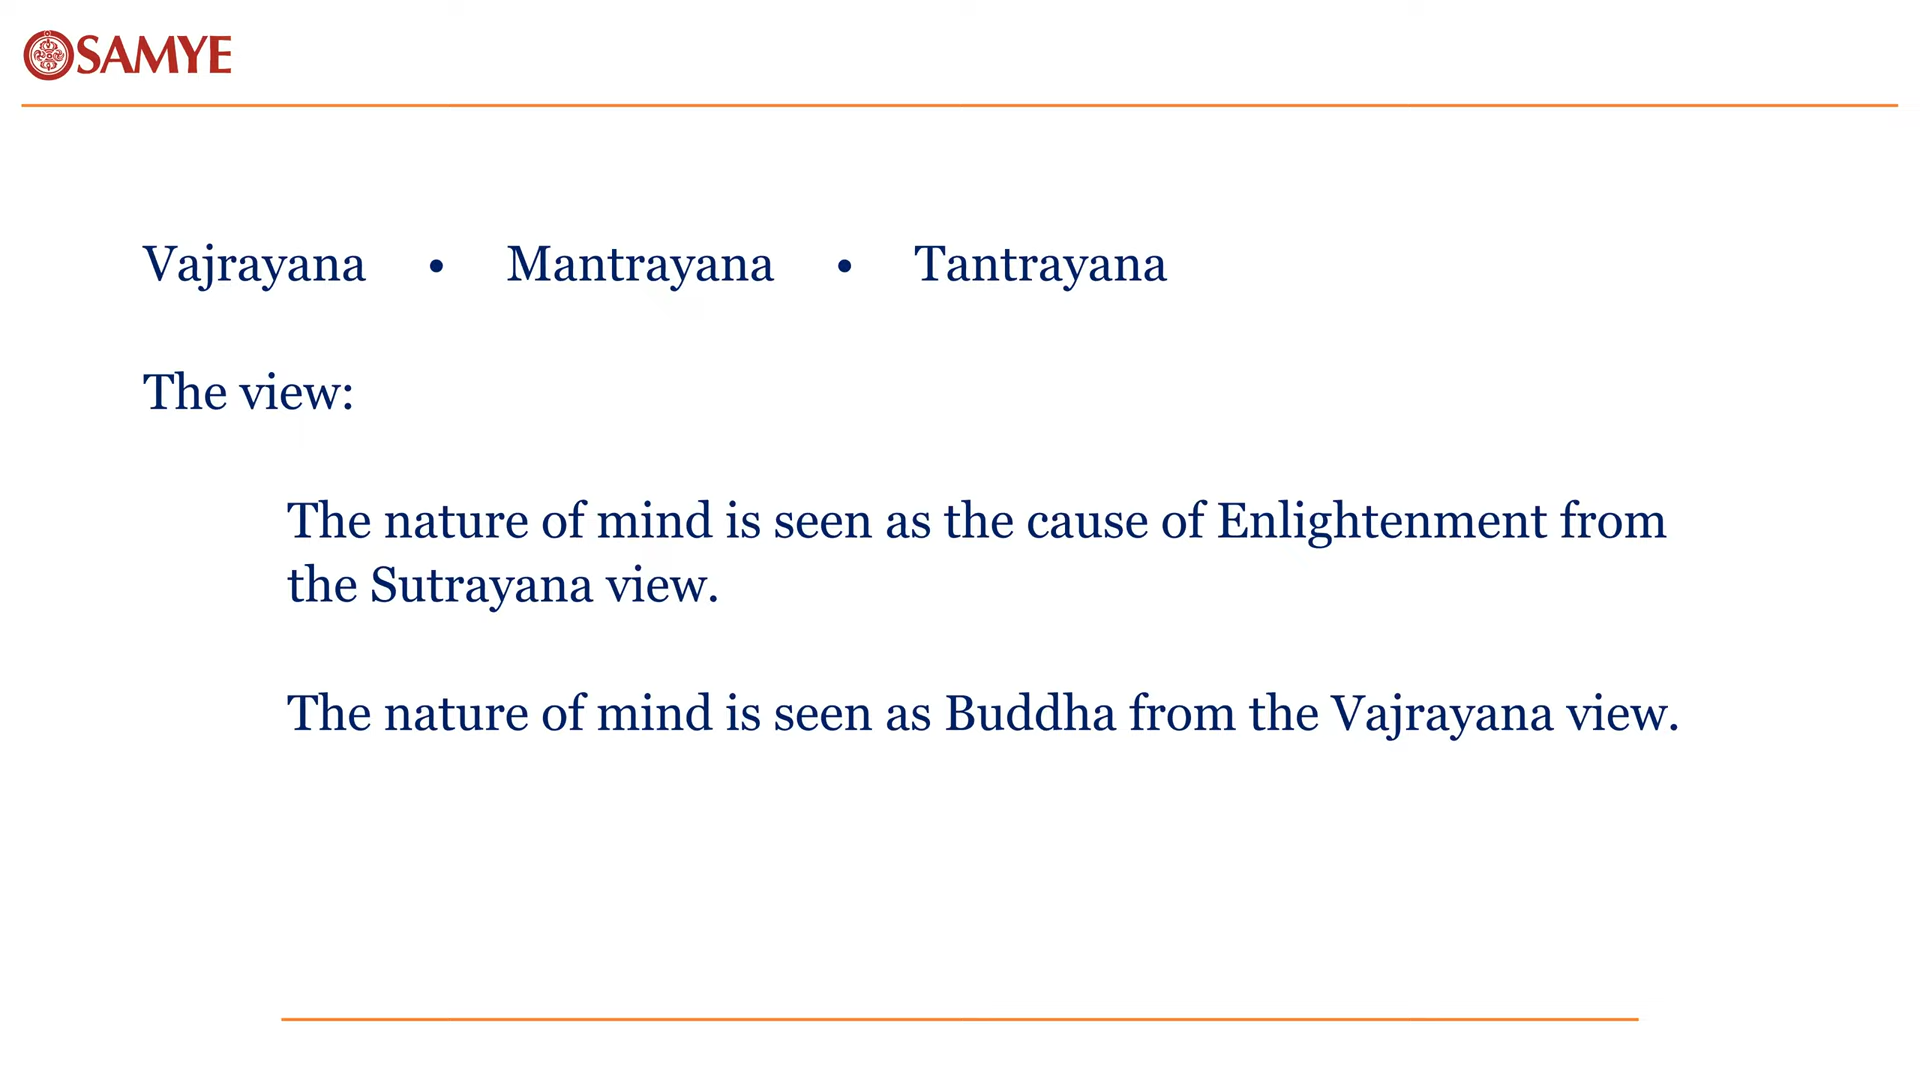 SAMYE
Vajrayana • Mantrayana • Tantrayana
The view:
The nature of mind is seen as the cause of Enlightenment from
the Sutrayana view.
The nature of mind is seen as Buddha from the Vajrayana view.